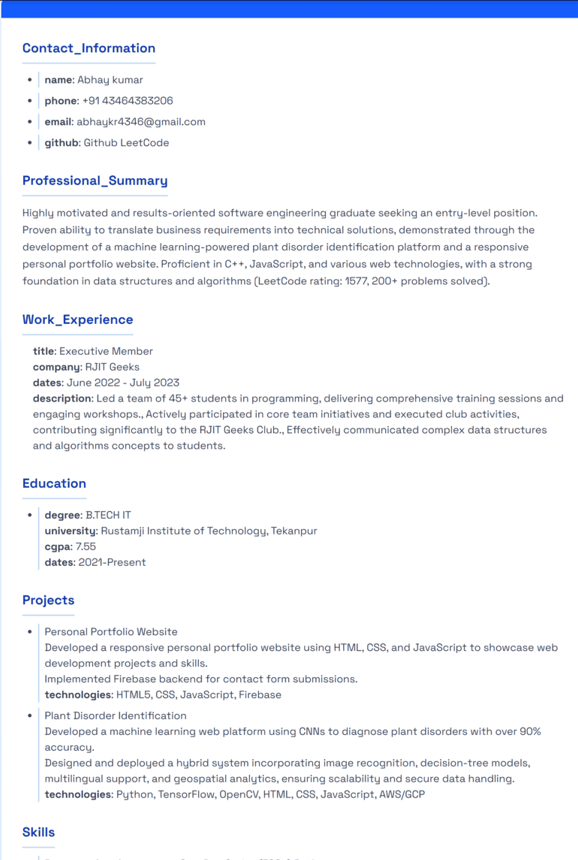 Contact_Information
name: Abhay kumar
phone: +91 43464383206
email: abhaykr4346@gmail.com
github: Github LeetCode
Professional_Summary
Highly motivated and results-oriented software engineering graduate seeking an entry-level position.
Proven ability to translate business requirements into technical solutions, demonstrated through the
development of a machine learning-powered plant disorder identification platform and a responsive
personal portfolio website. Proficient in C++, JavaScript, and various web technologies, with a strong
foundation in data structures and algorithms (LeetCode rating: 1577, 200+ problems solved).
Work_Experience
title: Executive Member
company: RJIT Geeks
dates: June 2022 - July 2023
description: Led a team of 45+ students in programming, delivering comprehensive training sessions and
engaging workshops., Actively participated in core team initiatives and executed club activities,
contributing significantly to the RJIT Geeks Club., Effectively communicated complex data structures
and algorithms concepts to students.
Education
degree: B.TECH IT
university: Rustamji Institute of Technology, Tekanpur
cgpa: 7.55
dates: 2021-Present
Projects
Personal Portfolio Website
Developed a responsive personal portfolio website using HTML, CSS, and JavaScript to showcase web
development projects and skills.
Implemented Firebase backend for contact form submissions.
technologies: HTML5, CSS, JavaScript, Firebase
Plant Disorder Identification
Developed a machine learning web platform using CNNs to diagnose plant disorders with over 90%
accuracy.
Designed and deployed a hybrid system incorporating image recognition, decision-tree models,
multilingual support, and geospatial analytics, ensuring scalability and secure data handling.
technologies: Python, TensorFlow, OpenCV, HTML, CSS, JavaScript, AWS/GCP
Skills